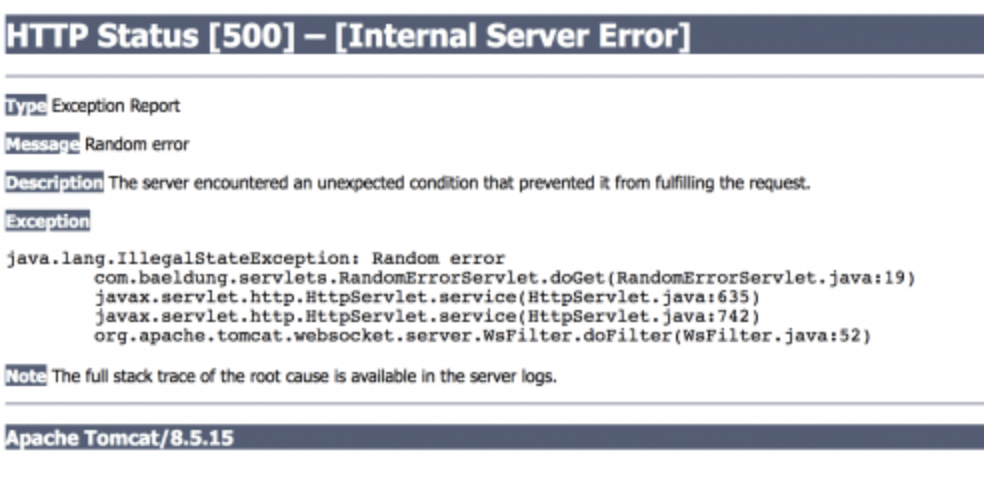 HTTP Status [500] – [Internal Server Error]
Type Exception Report
Message Random error
Description The server encountered an unexpected condition that prevented it from fulfilling the request.
Exception
java.lang.IllegalStateException: Random error
com.baeldung.servlets.RandomErrorServlet.doGet(RandomErrorServlet.java:19)
javax.servlet.http.HttpServlet.service(HttpServlet.java:635)
javax.servlet.http.HttpServlet.service(HttpServlet.java:742)
org.apache.tomcat.websocket.server.WsFilter.doFilter(WsFilter.java:52)
Note The full stack trace of the root cause is available in the server logs.
Apache Tomcat/8.5.15